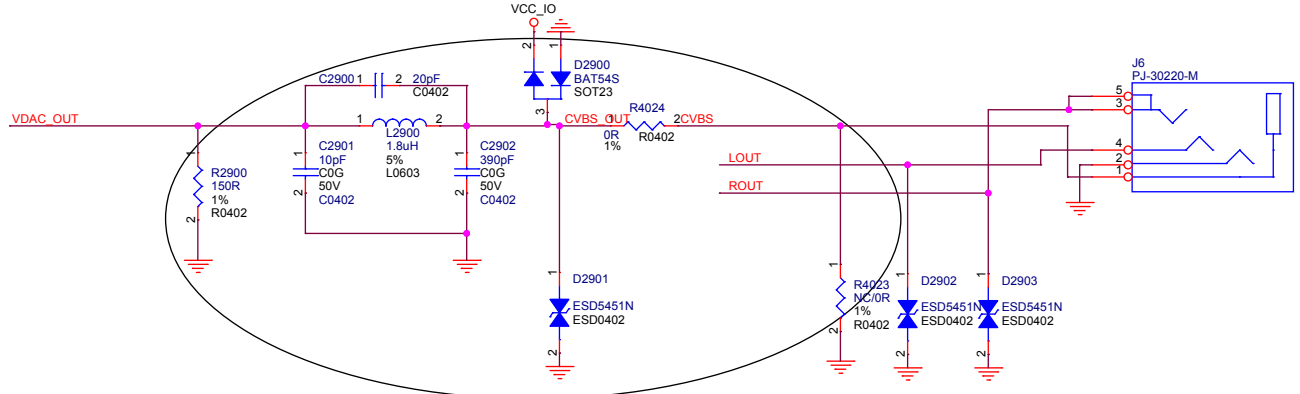 VCC_IO
2
1
D2900
BAT54S
SOT23
3
C2900
1
2
20pF
C0402
VDAC_OUT
1
2
L2900
1.8uH
5%
L0603
R4024
CVBS_OUT
1
2
CVBS
0R
1%
R0402
1
R2900
150R
1%
R0402
2
1
C2901
10pF
C0G
50V
C0402
2
1
C2902
390pF
C0G
50V
C0402
2
J6
PJ-30220-M
5
3
4
2
1
LOUT
ROUT
1
D2901
ESD5451N
ESD0402
2
1
R4023
NC/0R
1%
R0402
2
1
D2902
ESD5451N
ESD0402
2
1
D2903
ESD5451N
ESD0402
2